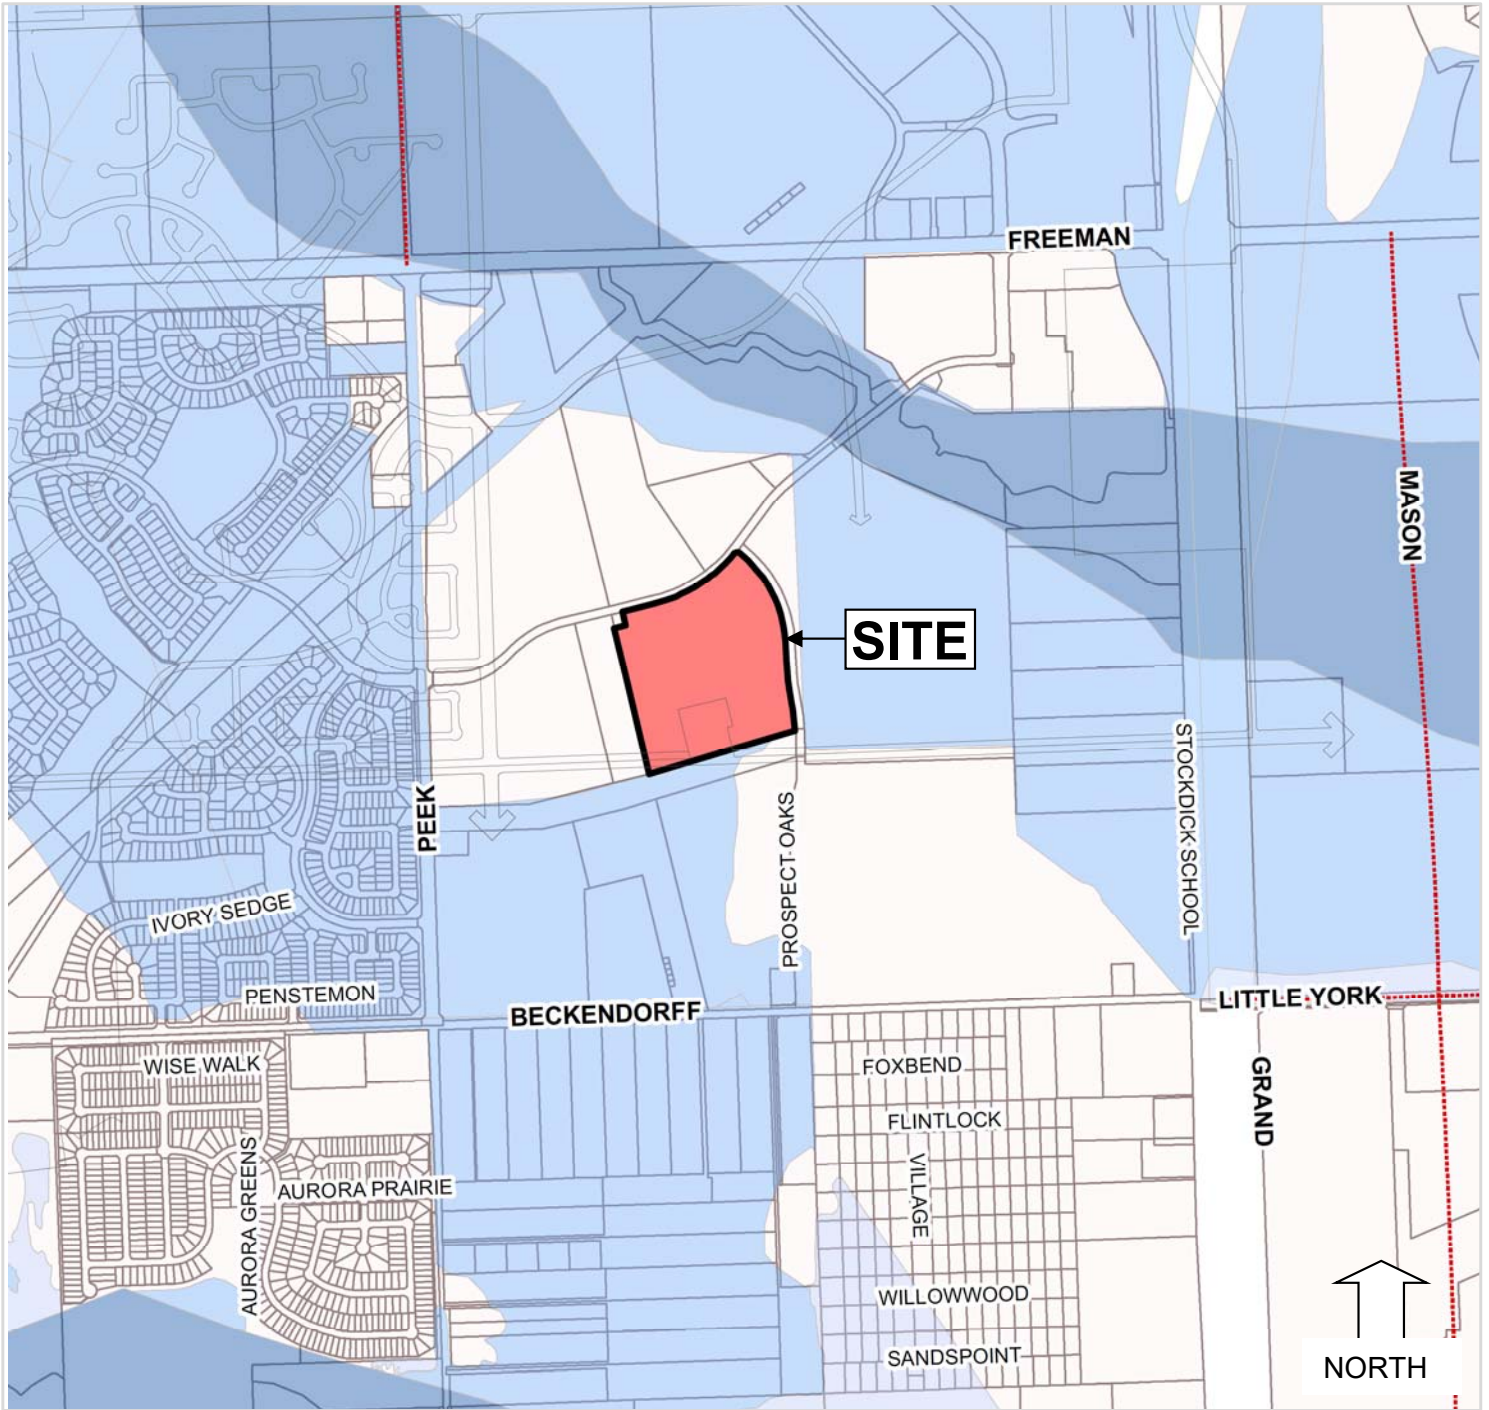 FREEMAN
MASON
SITE
STOCKDICK SCHOOL
PEEK
PROSPECT OAKS
IVORY SEDGE
PENSTEMON
LITTLE YORK
BECKENDORFF
WISE WALK
FOXBEND
GRAND
FLINTLOCK
VILLAGE
AURORA GREENS
AURORA PRAIRIE
WILLOWWOOD
SANDSPOINT
NORTH